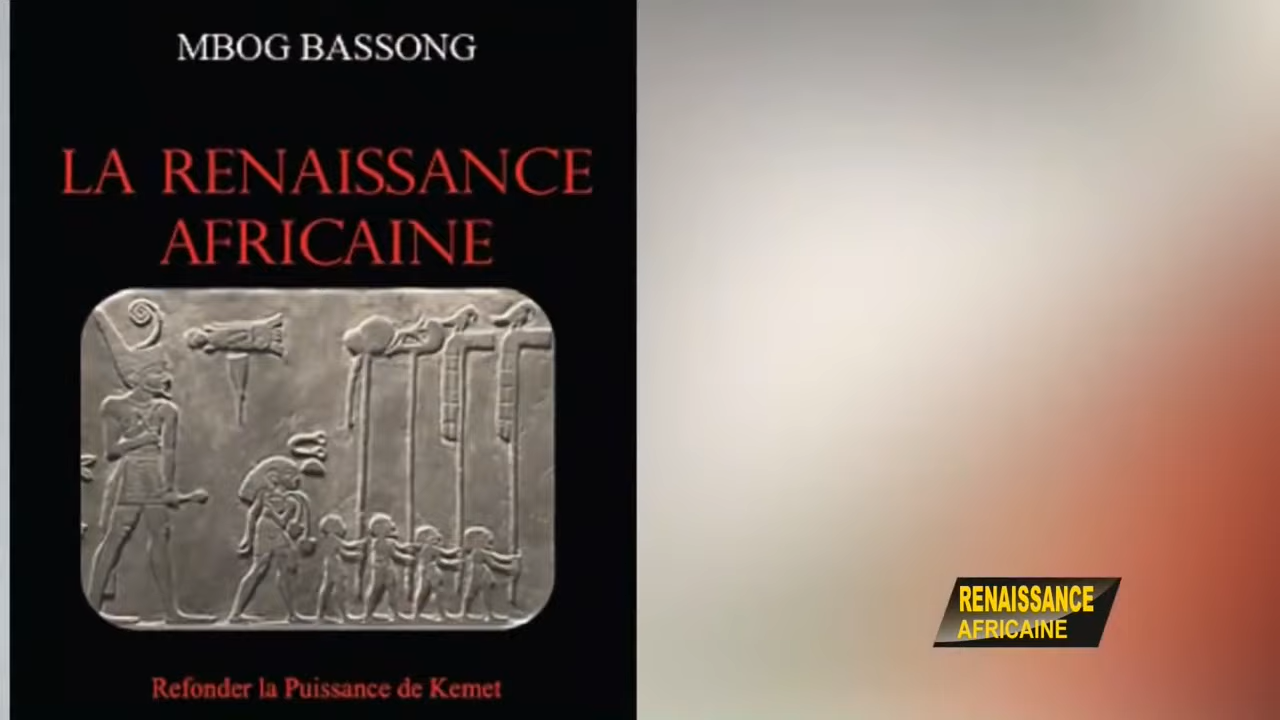 MBOG BASSONG
LA RENAISSANCE
AFRICAINE
Refonder la Puissance de Kemet
RENAISSANCE
AFRICAINE